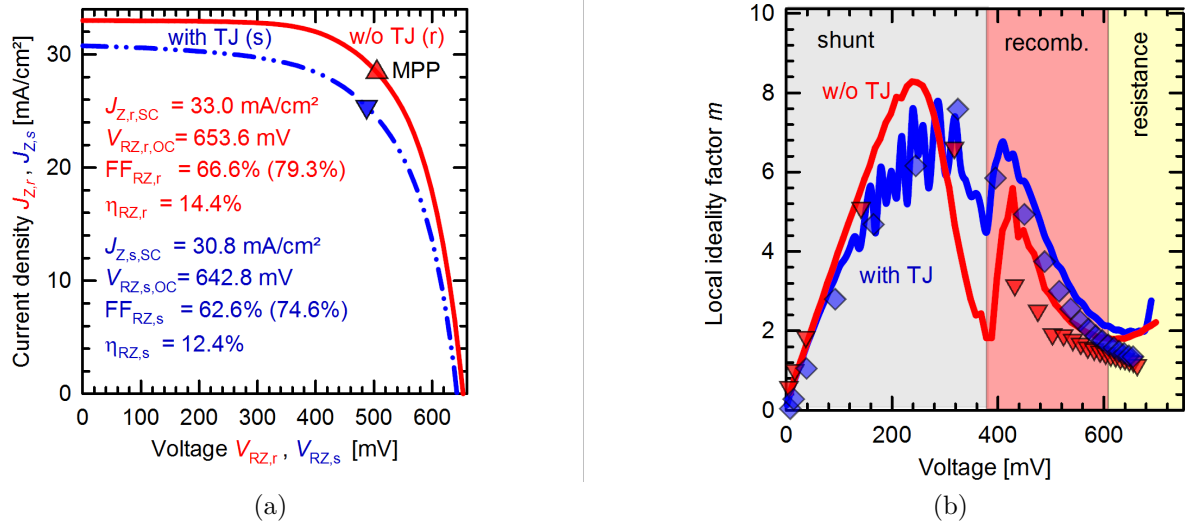 Current density J_Z,r , J_Z,s [mA/cm²]
30
20
10
0
with TJ (s)
w/o TJ (r)
MPP
J_Z,r,SC = 33.0 mA/cm²
V_RZ,r,OC = 653.6 mV
FF_RZ,r = 66.6% (79.3%)
η_RZ,r = 14.4%
J_Z,s,SC = 30.8 mA/cm²
V_RZ,s,OC = 642.8 mV
FF_RZ,s = 62.6% (74.6%)
η_RZ,s = 12.4%
0 100 200 300 400 500 600
Voltage V_RZ,r , V_RZ,s [mV]
(a)
Local ideality factor m
10
8
6
4
2
0
shunt
recomb.
resistance
w/o TJ
with TJ
0 200 400 600
Voltage [mV]
(b)